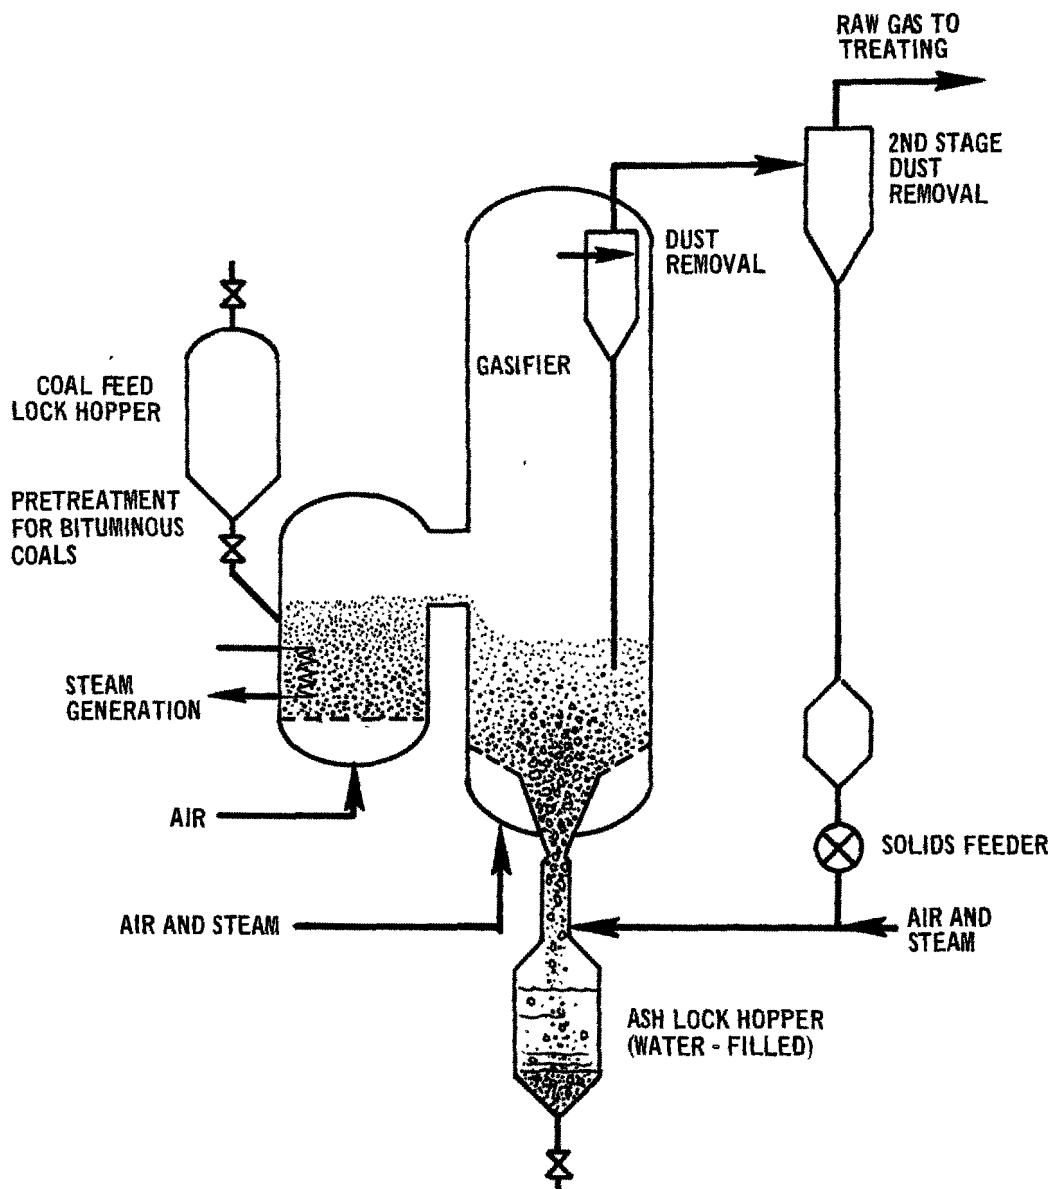 RAW GAS TO
TREATING
2ND STAGE
DUST
REMOVAL
DUST
REMOVAL
GASIFIER
COAL FEED
LOCK HOPPER
PRETREATMENT
FOR BITUMINOUS
COALS
STEAM
GENERATION
AIR
SOLIDS FEEDER
AIR AND STEAM
AIR AND
STEAM
ASH LOCK HOPPER
(WATER - FILLED)